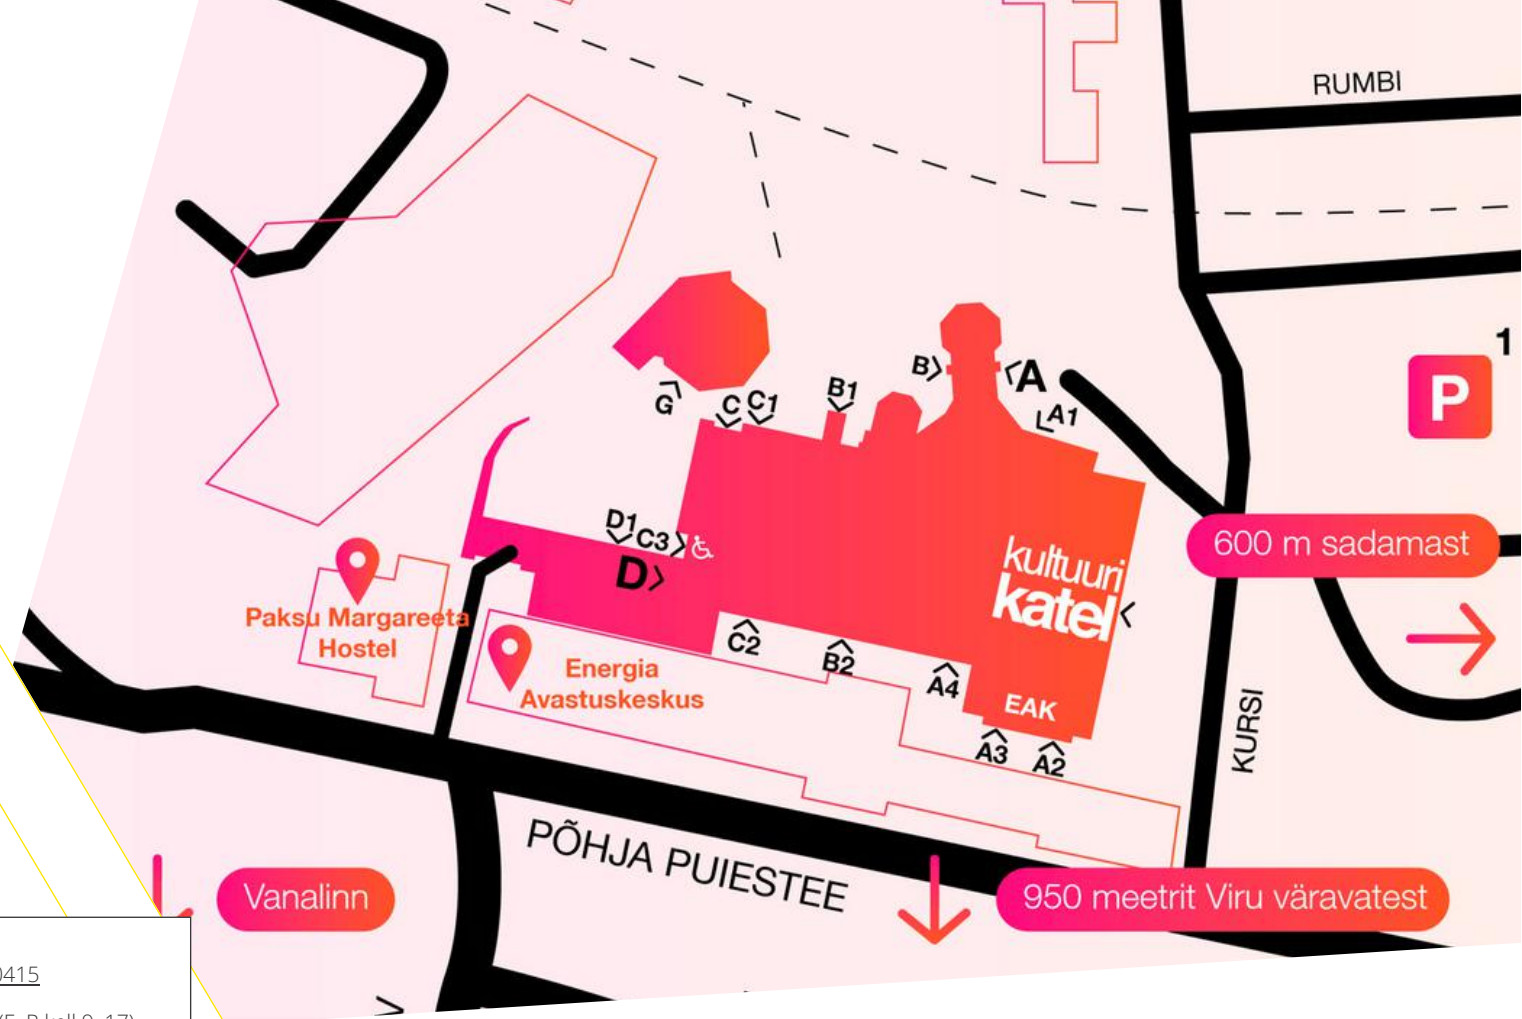 RUMBI
1
P
B
A
B1
A1
C
C1
G
D1
C3
D
600 m sadamast
kultuuri
katel
Paksu Margareeta
Hostel
C2
B2
A4
Energia
Avastuskeskus
EAK
A3
A2
KURSI
PÕHJA PUIESTEE
Vanalinn
950 meetrit Viru väravatest
0415